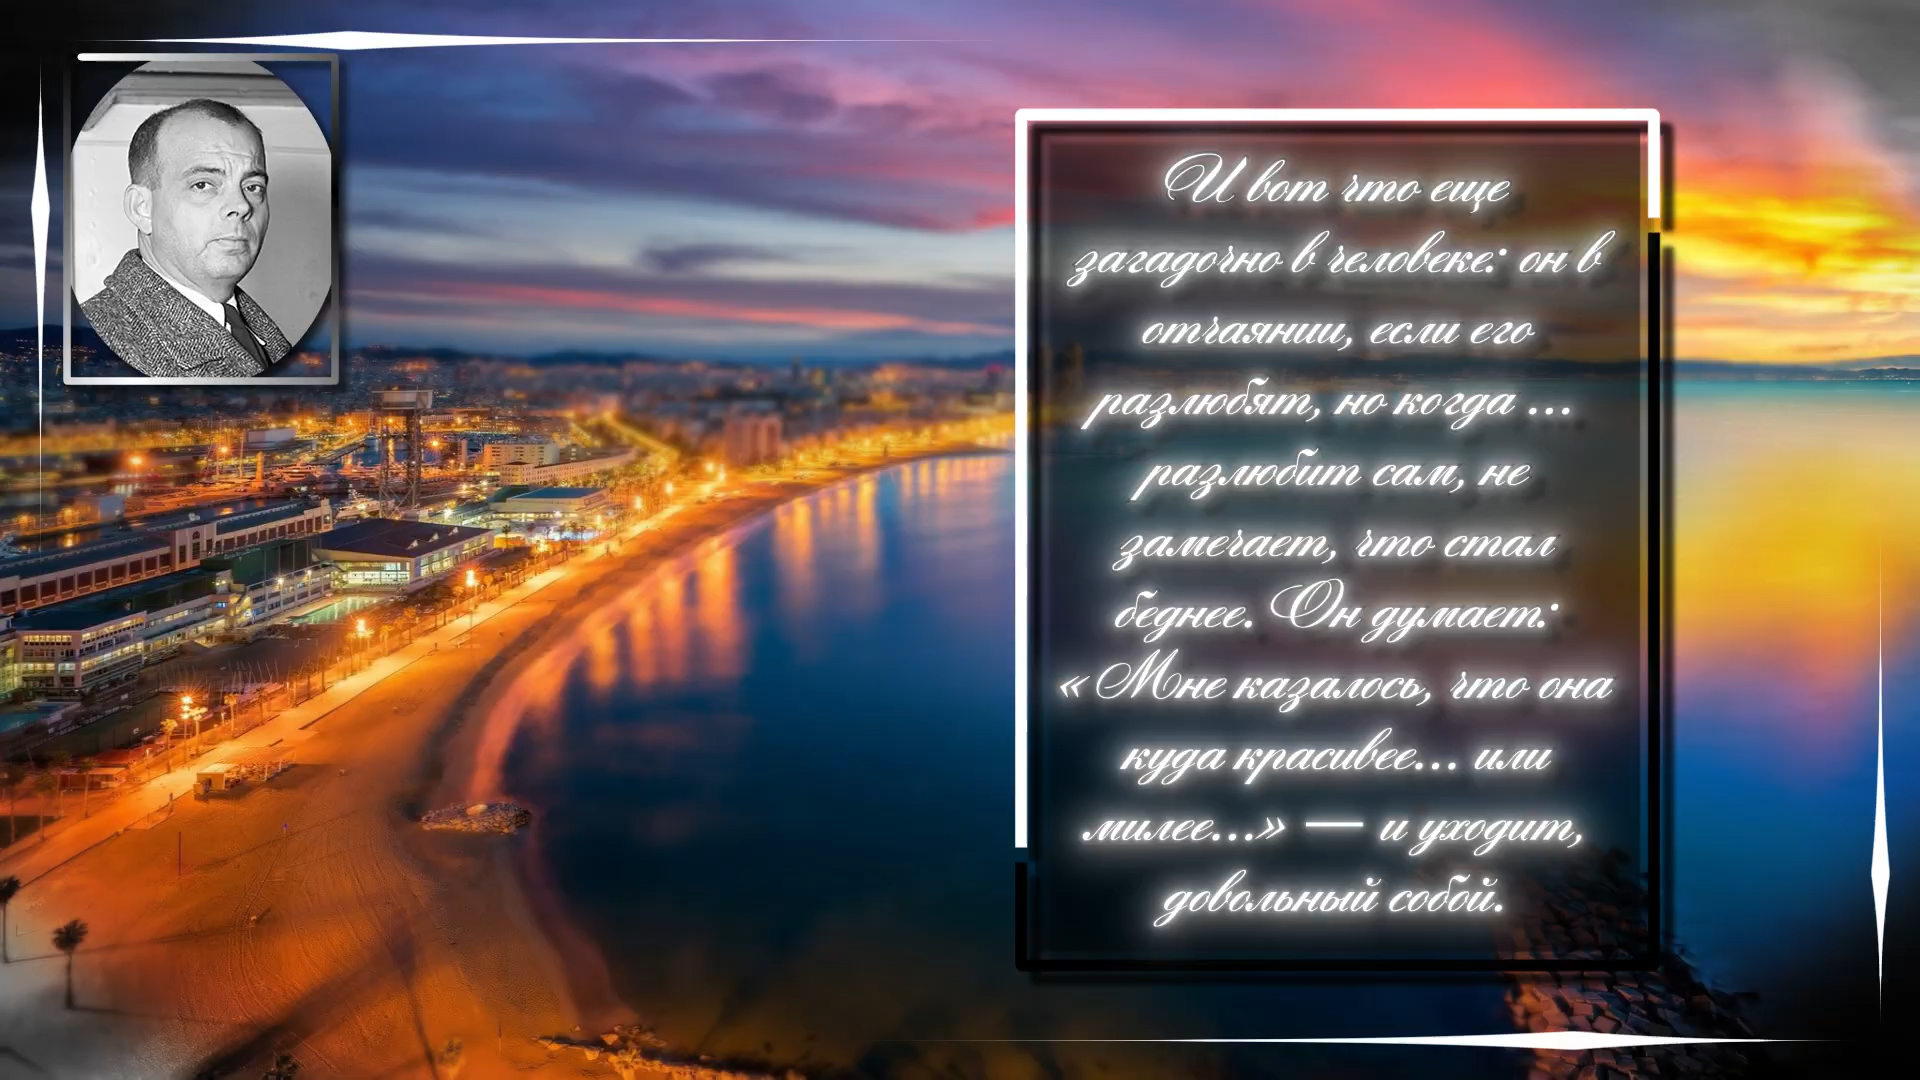 И вот что еще
загадочно в человеке: он в
отчаянии, если его
разлюбят, но когда ...
разлюбит сам, не
замечает, что стал
беднее. Он думает:
«Мне казалось, что она
куда красивее... или
милее...» — и уходит,
довольный собой.